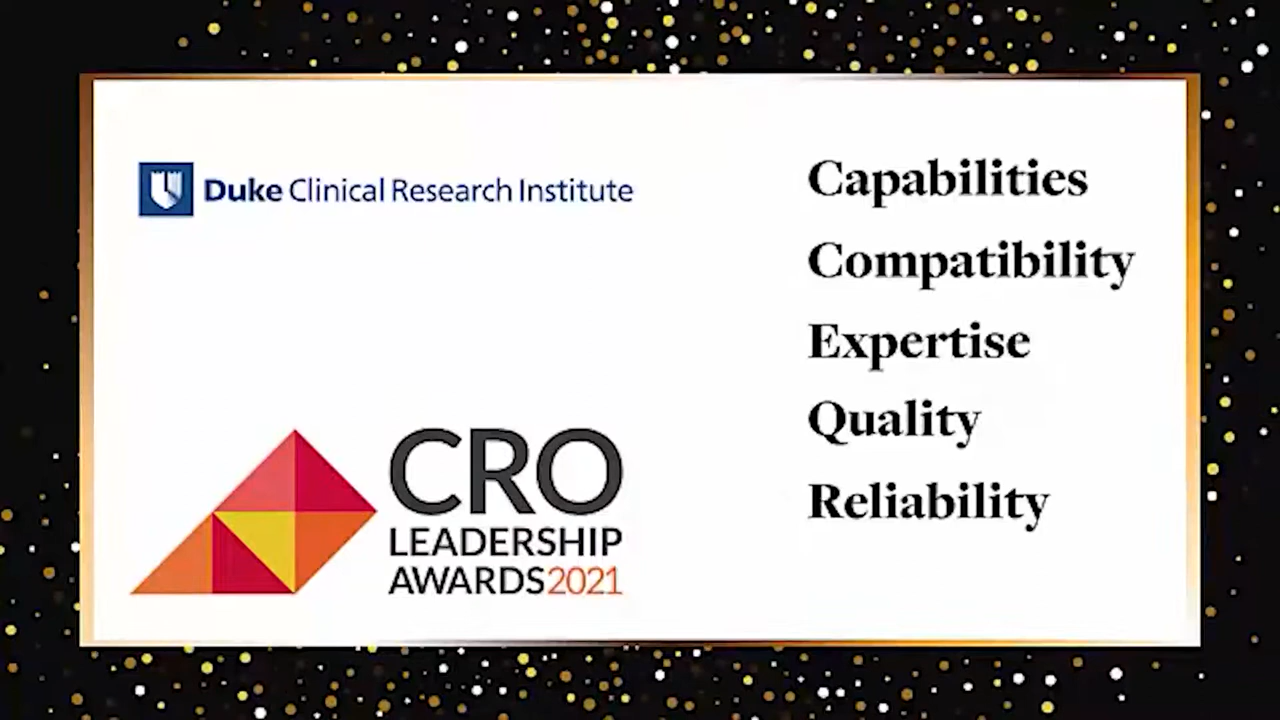 Duke Clinical Research Institute
CRO
LEADERSHIP
AWARDS2021
Capabilities
Compatibility
Expertise
Quality
Reliability